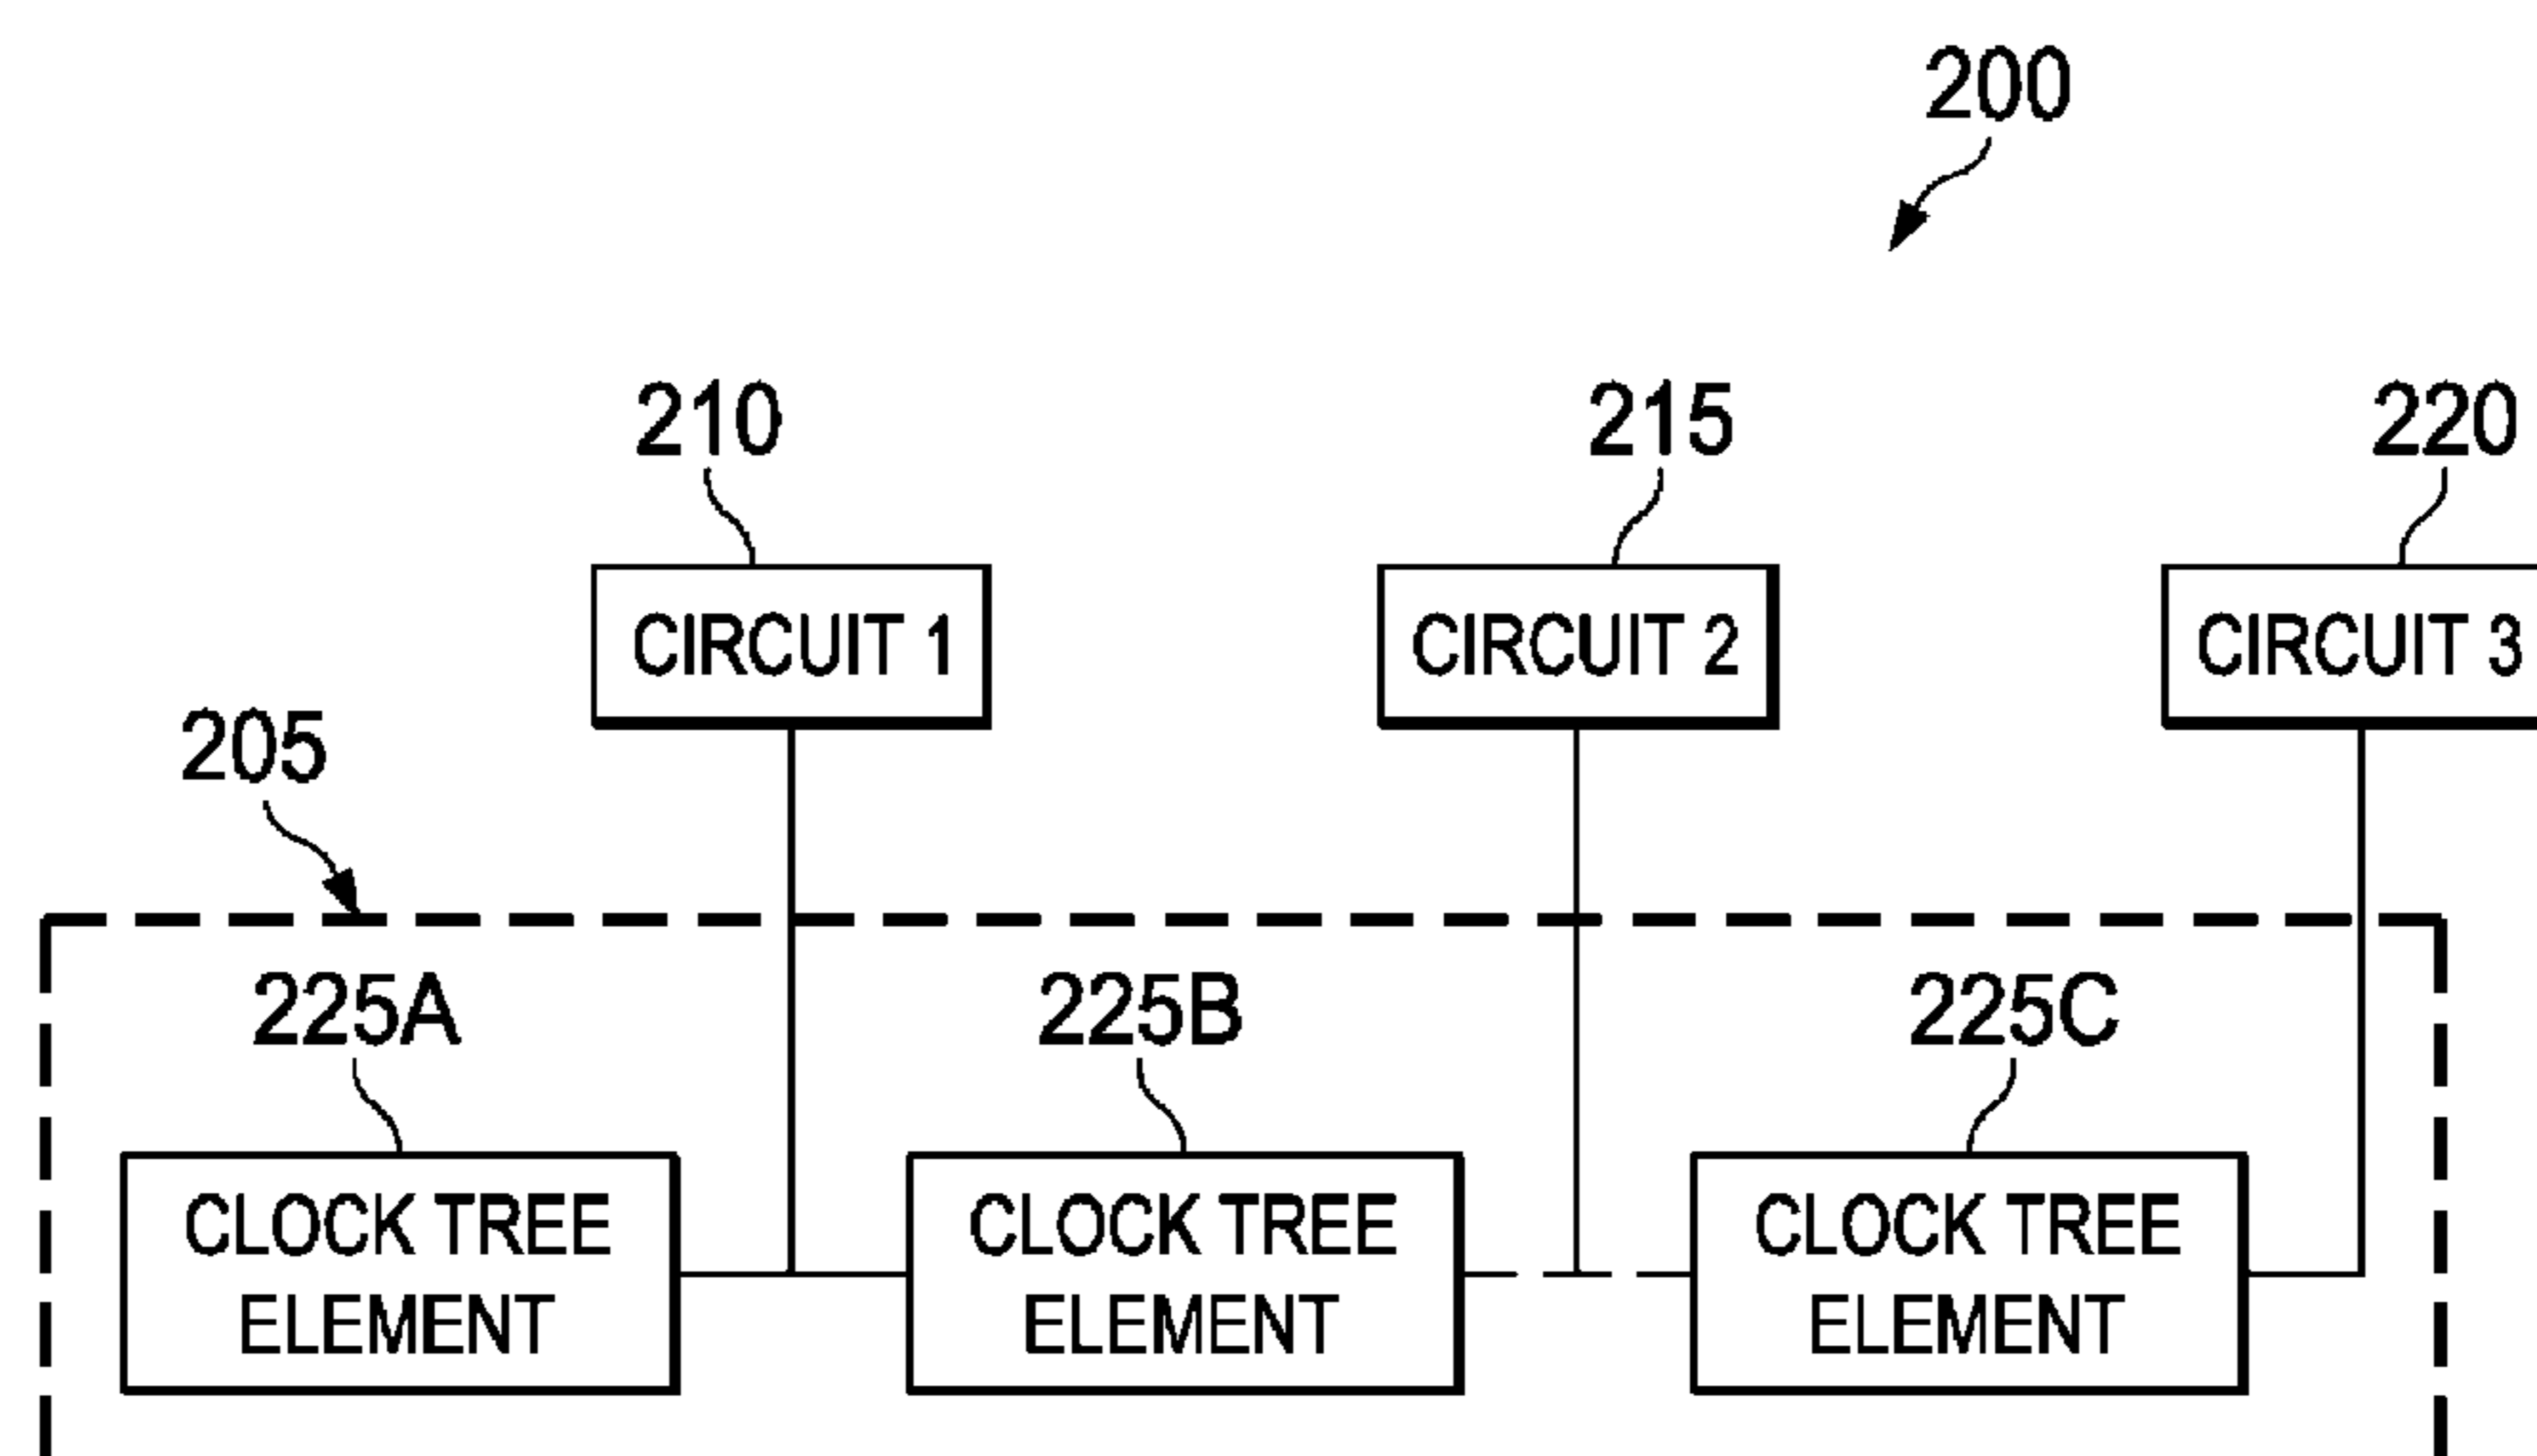 200
210
215
220
CIRCUIT 1
CIRCUIT 2
CIRCUIT 3
205
225A
225B
225C
CLOCK TREE
ELEMENT
CLOCK TREE
ELEMENT
CLOCK TREE
ELEMENT